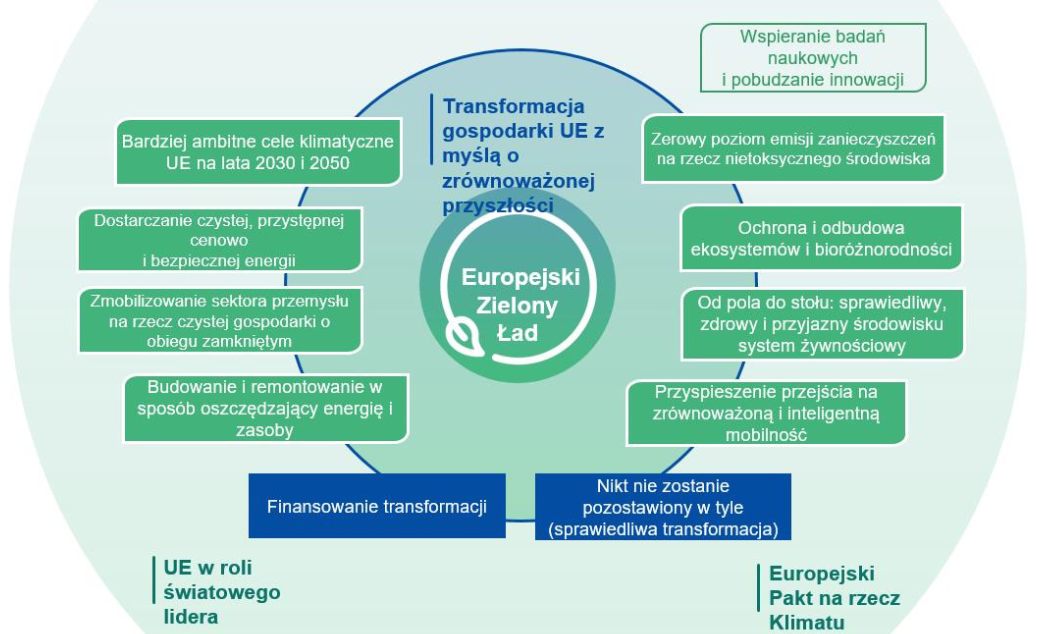 Wspieranie badań
naukowych
i pobudzanie innowacji
Transformacja
gospodarki UE z
myślą o
zrównoważonej
przyszłości
Bardziej ambitne cele klimatyczne
UE na lata 2030 i 2050
Zerowy poziom emisji zanieczyszczeń
na rzecz nietoksycznego środowiska
Dostarczanie czystej, przystępnej
cenowo
i bezpiecznej energii
Ochrona i odbudowa
ekosystemów i bioróżnorodności
Europejski
Zielony
Ład
Zmobilizowanie sektora przemysłu
na rzecz czystej gospodarki o
obiegu zamkniętym
Od pola do stołu: sprawiedliwy,
zdrowy i przyjazny środowisku
system żywnościowy
Budowanie i remontowanie w
sposób oszczędzający energię i
zasoby
Przyspieszenie przejścia na
zrównoważoną i inteligentną
mobilność
Finansowanie transformacji
Nikt nie zostanie
pozostawiony w tyle
(sprawiedliwa transformacja)
UE w roli
światowego
lidera
Europejski
Pakt na rzecz
Klimatu